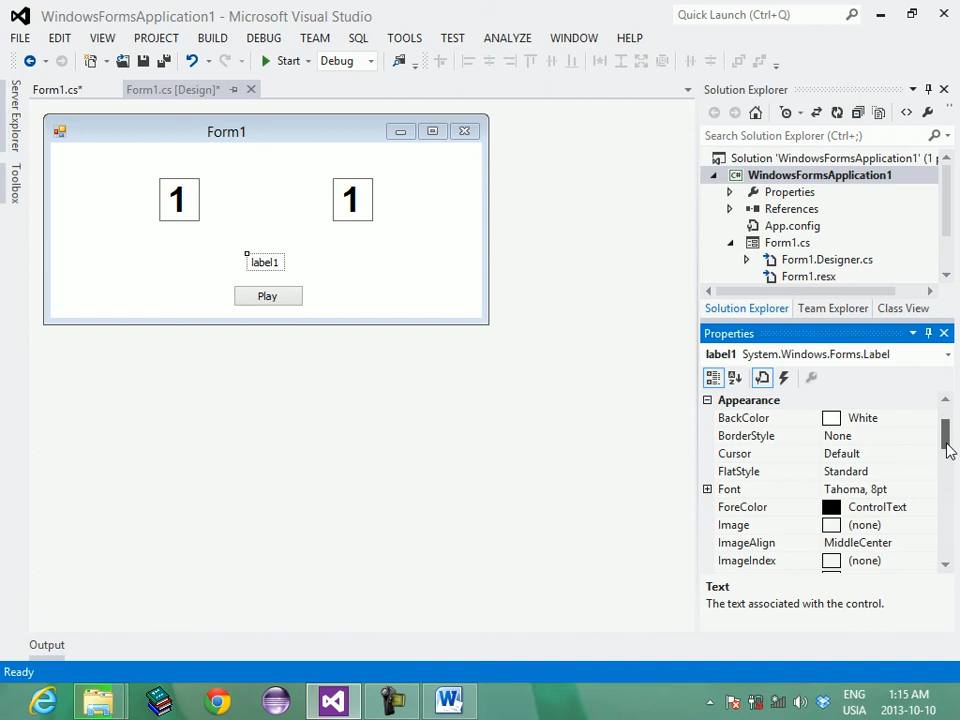 WindowsFormsApplication1 - Microsoft Visual Studio
Quick Launch (Ctrl+;)
FILE EDIT VIEW PROJECT BUILD DEBUG TEAM SQL TOOLS TEST ANALYZE WINDOW HELP
Start Debug
Form1.cs* Form1.cs [Design]*
Server Explorer
Toolbox
Form1
1 1
label1
Play
Output
Solution Explorer
Search Solution Explorer (Ctrl+;)
Solution 'WindowsFormsApplication1' (1 p
WindowsFormsApplication1
Properties
References
App.config
Form1.cs
Form1.Designer.cs
Form1.resx
Solution Explorer Team Explorer Class View
Properties
label1 System.Windows.Forms.Label
Appearance
BackColor White
BorderStyle None
Cursor Default
FlatStyle Standard
Font Tahoma, 8pt
ForeColor ControlText
Image (none)
ImageAlign MiddleCenter
ImageIndex (none)
Text
The text associated with the control.
Ready
ENG 1:15 AM
USIA 2013-10-10